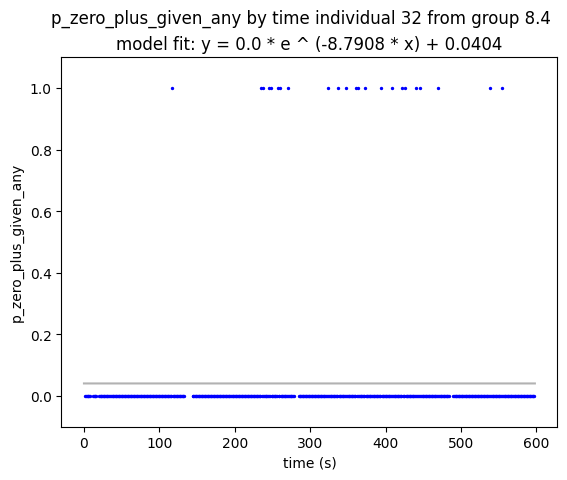 p_zero_plus_given_any by time individual 32 from group 8.4
model fit: y = 0.0 * e ^ (-8.7908 * x) + 0.0404
1.0
0.8
0.6
0.4
0.2
0.0
p_zero_plus_given_any
0 100 200 300 400 500 600
time (s)